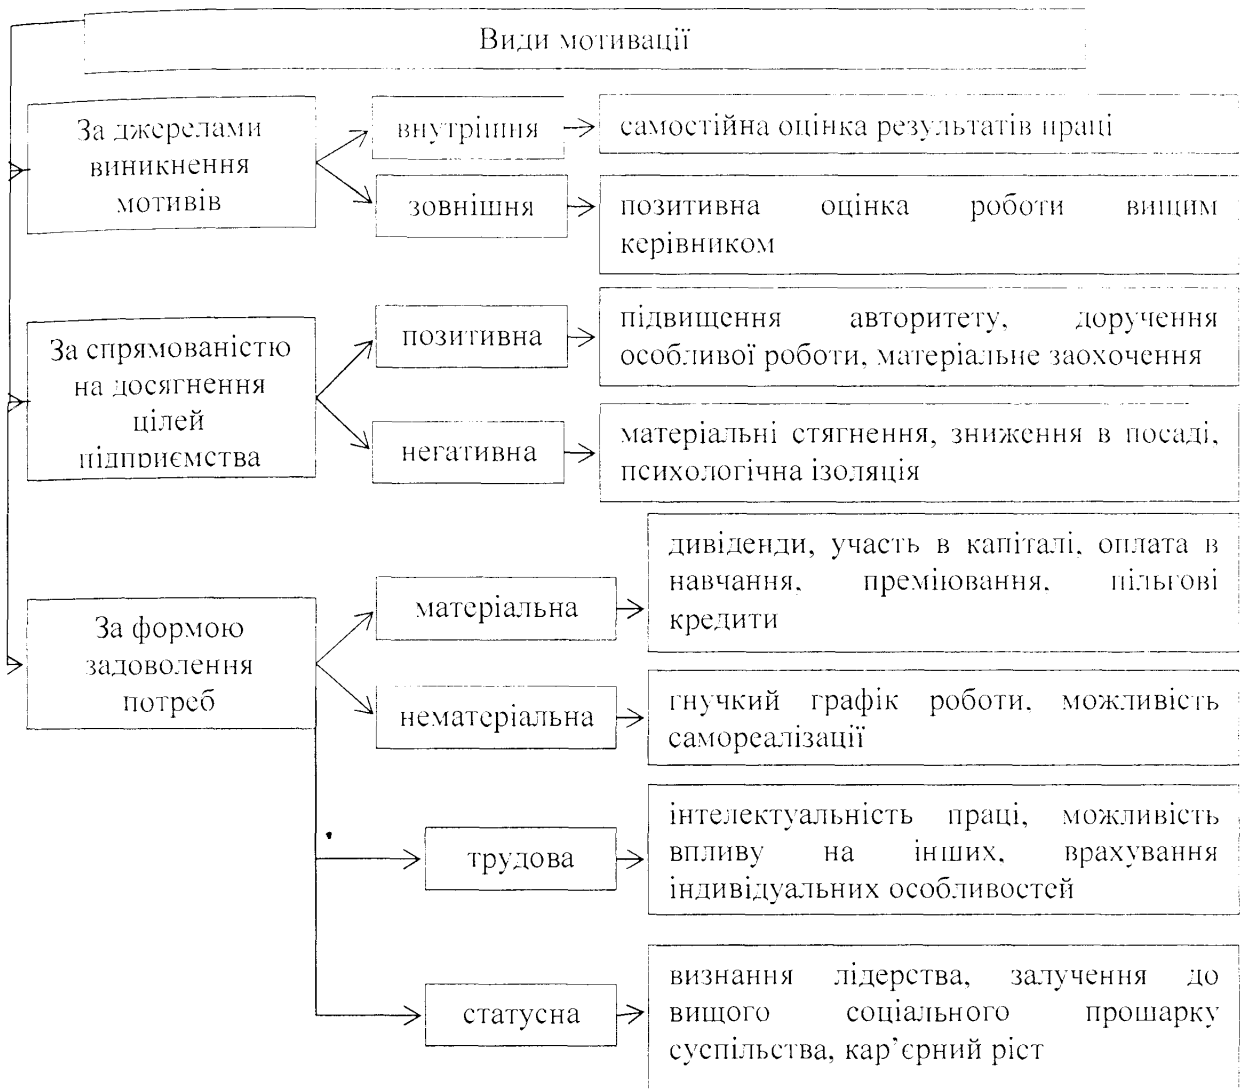 Види мотивації
За джерелами
виникнення
мотивів
внутрішня
самостійна оцінка результатів праці
зовнішня
позитивна оцінка роботи вищим
керівником
За спрямованістю
на досягнення
цілей
підприємства
позитивна
підвищення авторитету, доручення
особливої роботи, матеріальне заохочення
негативна
матеріальні стягнення, зниження в посаді,
психологічна ізоляція
За формою
задоволення
потреб
матеріальна
дивіденди, участь в капіталі, оплата в
навчання, преміювання, пільгові
кредити
нематеріальна
гнучкий графік роботи, можливість
самореалізації
трудова
інтелектуальність праці, можливість
впливу на інших, врахування
індивідуальних особливостей
статусна
визнання лідерства, залучення до
вищого соціального прошарку
суспільства, кар’єрний ріст